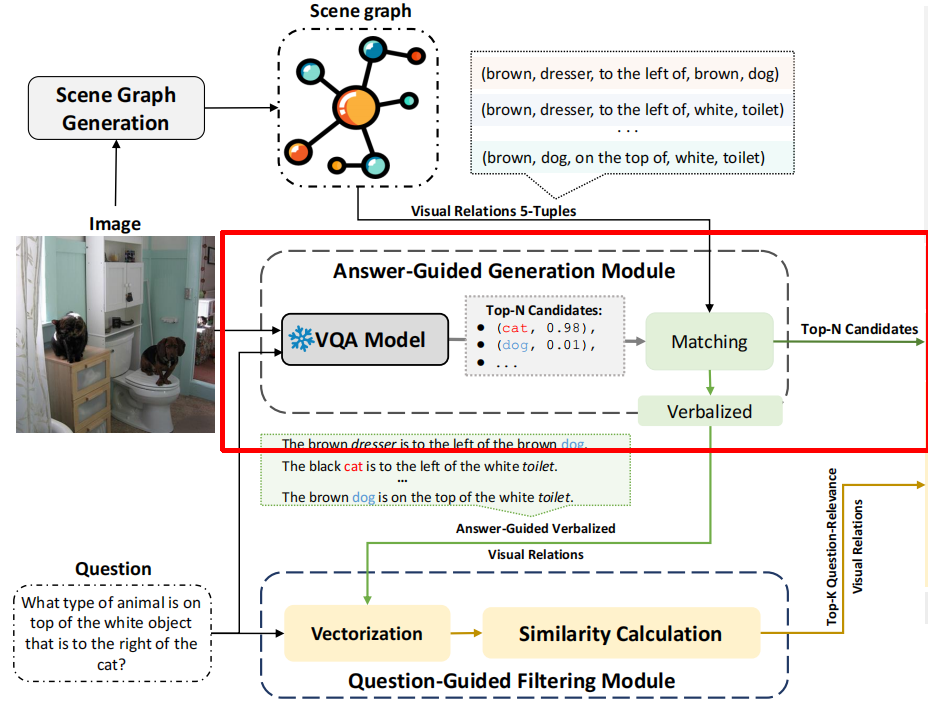 Scene graph
Scene Graph
Generation
(brown, dresser, to the left of, brown, dog)
(brown, dresser, to the left of, white, toilet)
...
(brown, dog, on the top of, white, toilet)
Visual Relations 5-Tuples
Image
Answer-Guided Generation Module
VQA Model
Top-N Candidates:
● (cat, 0.98),
● (dog, 0.01),
● ...
Matching
Top-N Candidates
Verbalized
The brown dresser is to the left of the brown dog.
The black cat is to the left of the white toilet.
...
The brown dog is on the top of the white toilet.
Answer-Guided Verbalized
Visual Relations
Top-K Question-Relevance
Visual Relations
Question
What type of animal is on
top of the white object
that is to the right of the
cat?
Vectorization
Similarity Calculation
Question-Guided Filtering Module